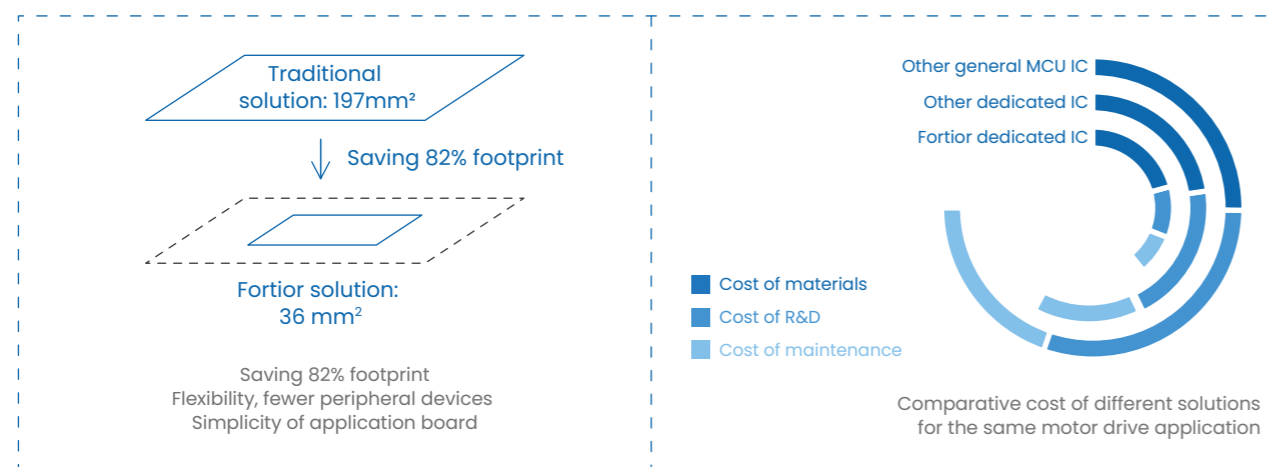 Traditional
solution: 197mm²
Saving 82% footprint
Fortior solution:
36 mm²
Saving 82% footprint
Flexibility, fewer peripheral devices
Simplicity of application board
Other general MCU IC
Other dedicated IC
Fortior dedicated IC
Cost of materials
Cost of R&D
Cost of maintenance
Comparative cost of different solutions
for the same motor drive application